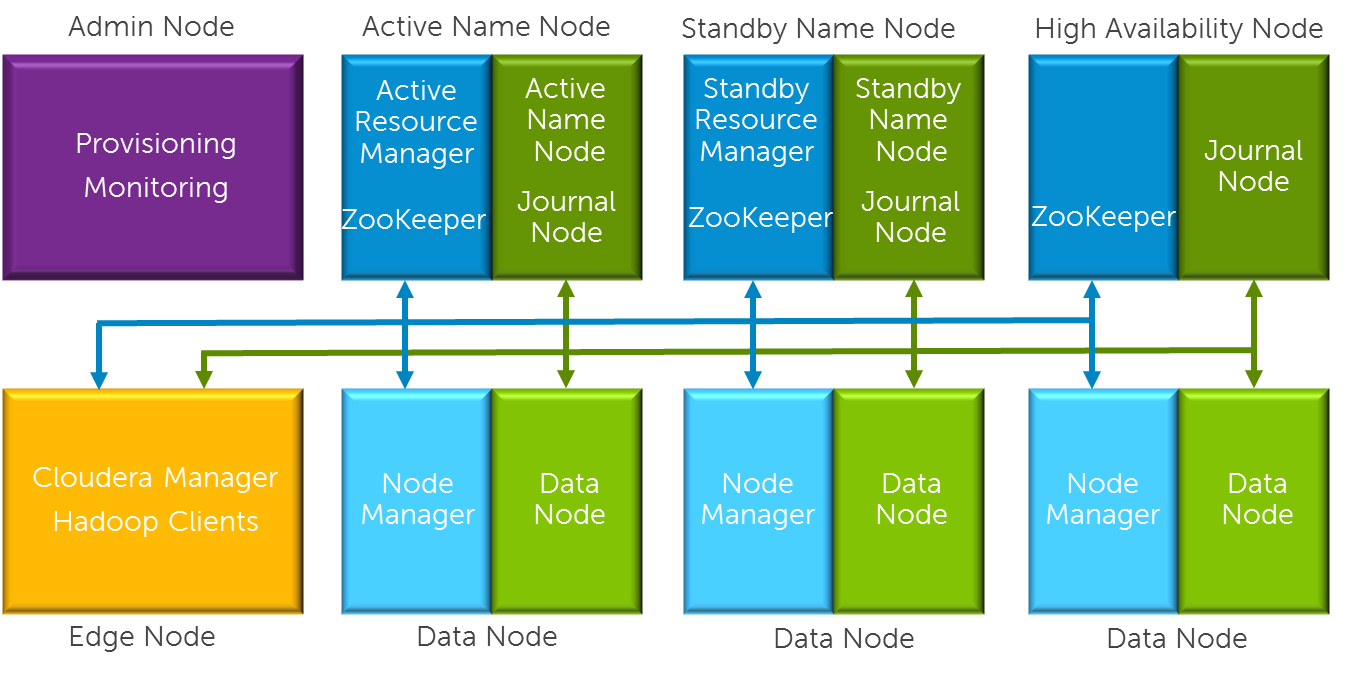 Admin Node
Active Name Node
Standby Name Node
High Availability Node
Provisioning
Monitoring
Active
Resource
Manager
ZooKeeper
Active
Name
Node
Journal
Node
Standby
Resource
Manager
ZooKeeper
Standby
Name
Node
Journal
Node
ZooKeeper
Journal
Node
Cloudera Manager
Hadoop Clients
Node
Manager
Data
Node
Node
Manager
Data
Node
Node
Manager
Data
Node
Edge Node
Data Node
Data Node
Data Node